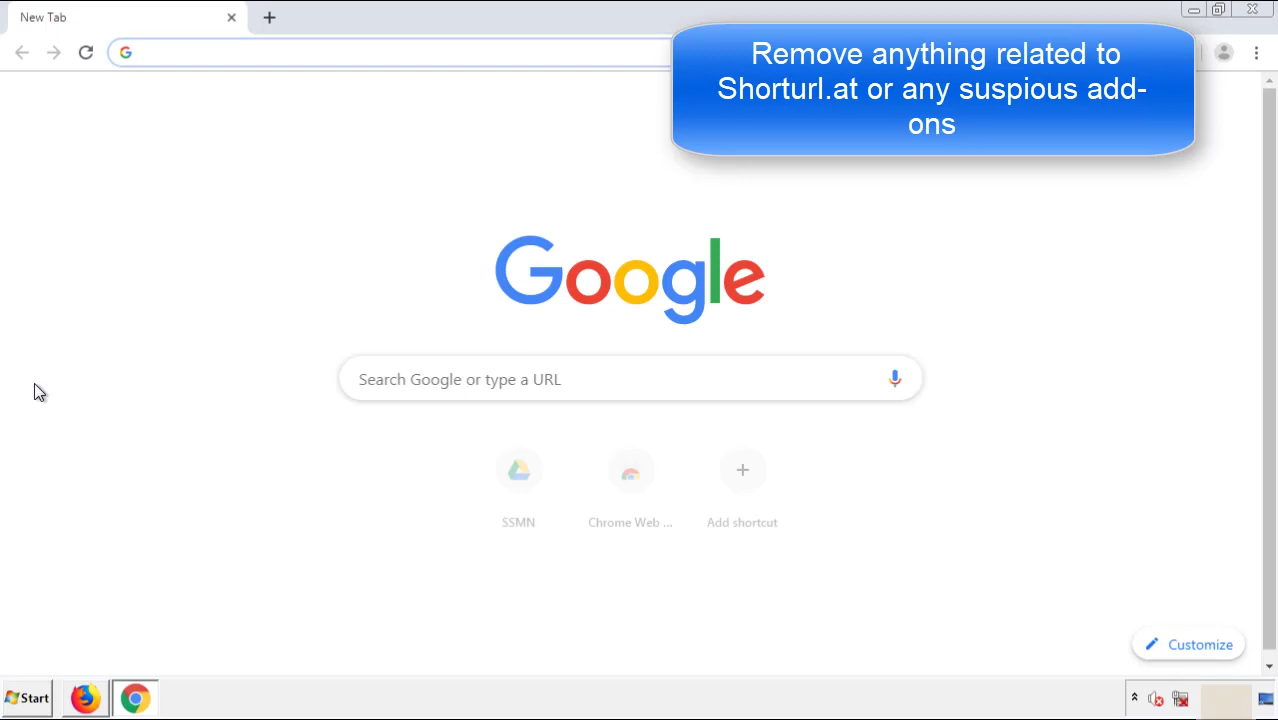 New Tab
Remove anything related to
Shorturl.at or any suspious add-
ons
Google
Search Google or type a URL
SSMN
Chrome Web ...
Add shortcut
Customize
Start